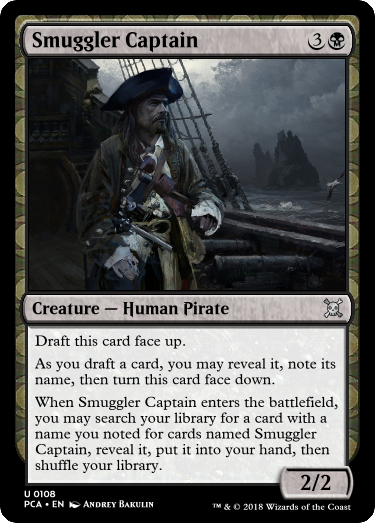 Smuggler Captain 3
Creature — Human Pirate
Draft this card face up.
As you draft a card, you may reveal it, note its name, then turn this card face down.
When Smuggler Captain enters the battlefield,
you may search your library for a card with
a name you noted for cards named Smuggler
Captain, reveal it, put it into your hand, then
shuffle your library.
2/2
U 0108
PCA • EN Andrey Bakulin
™ & © 2018 Wizards of the Coast